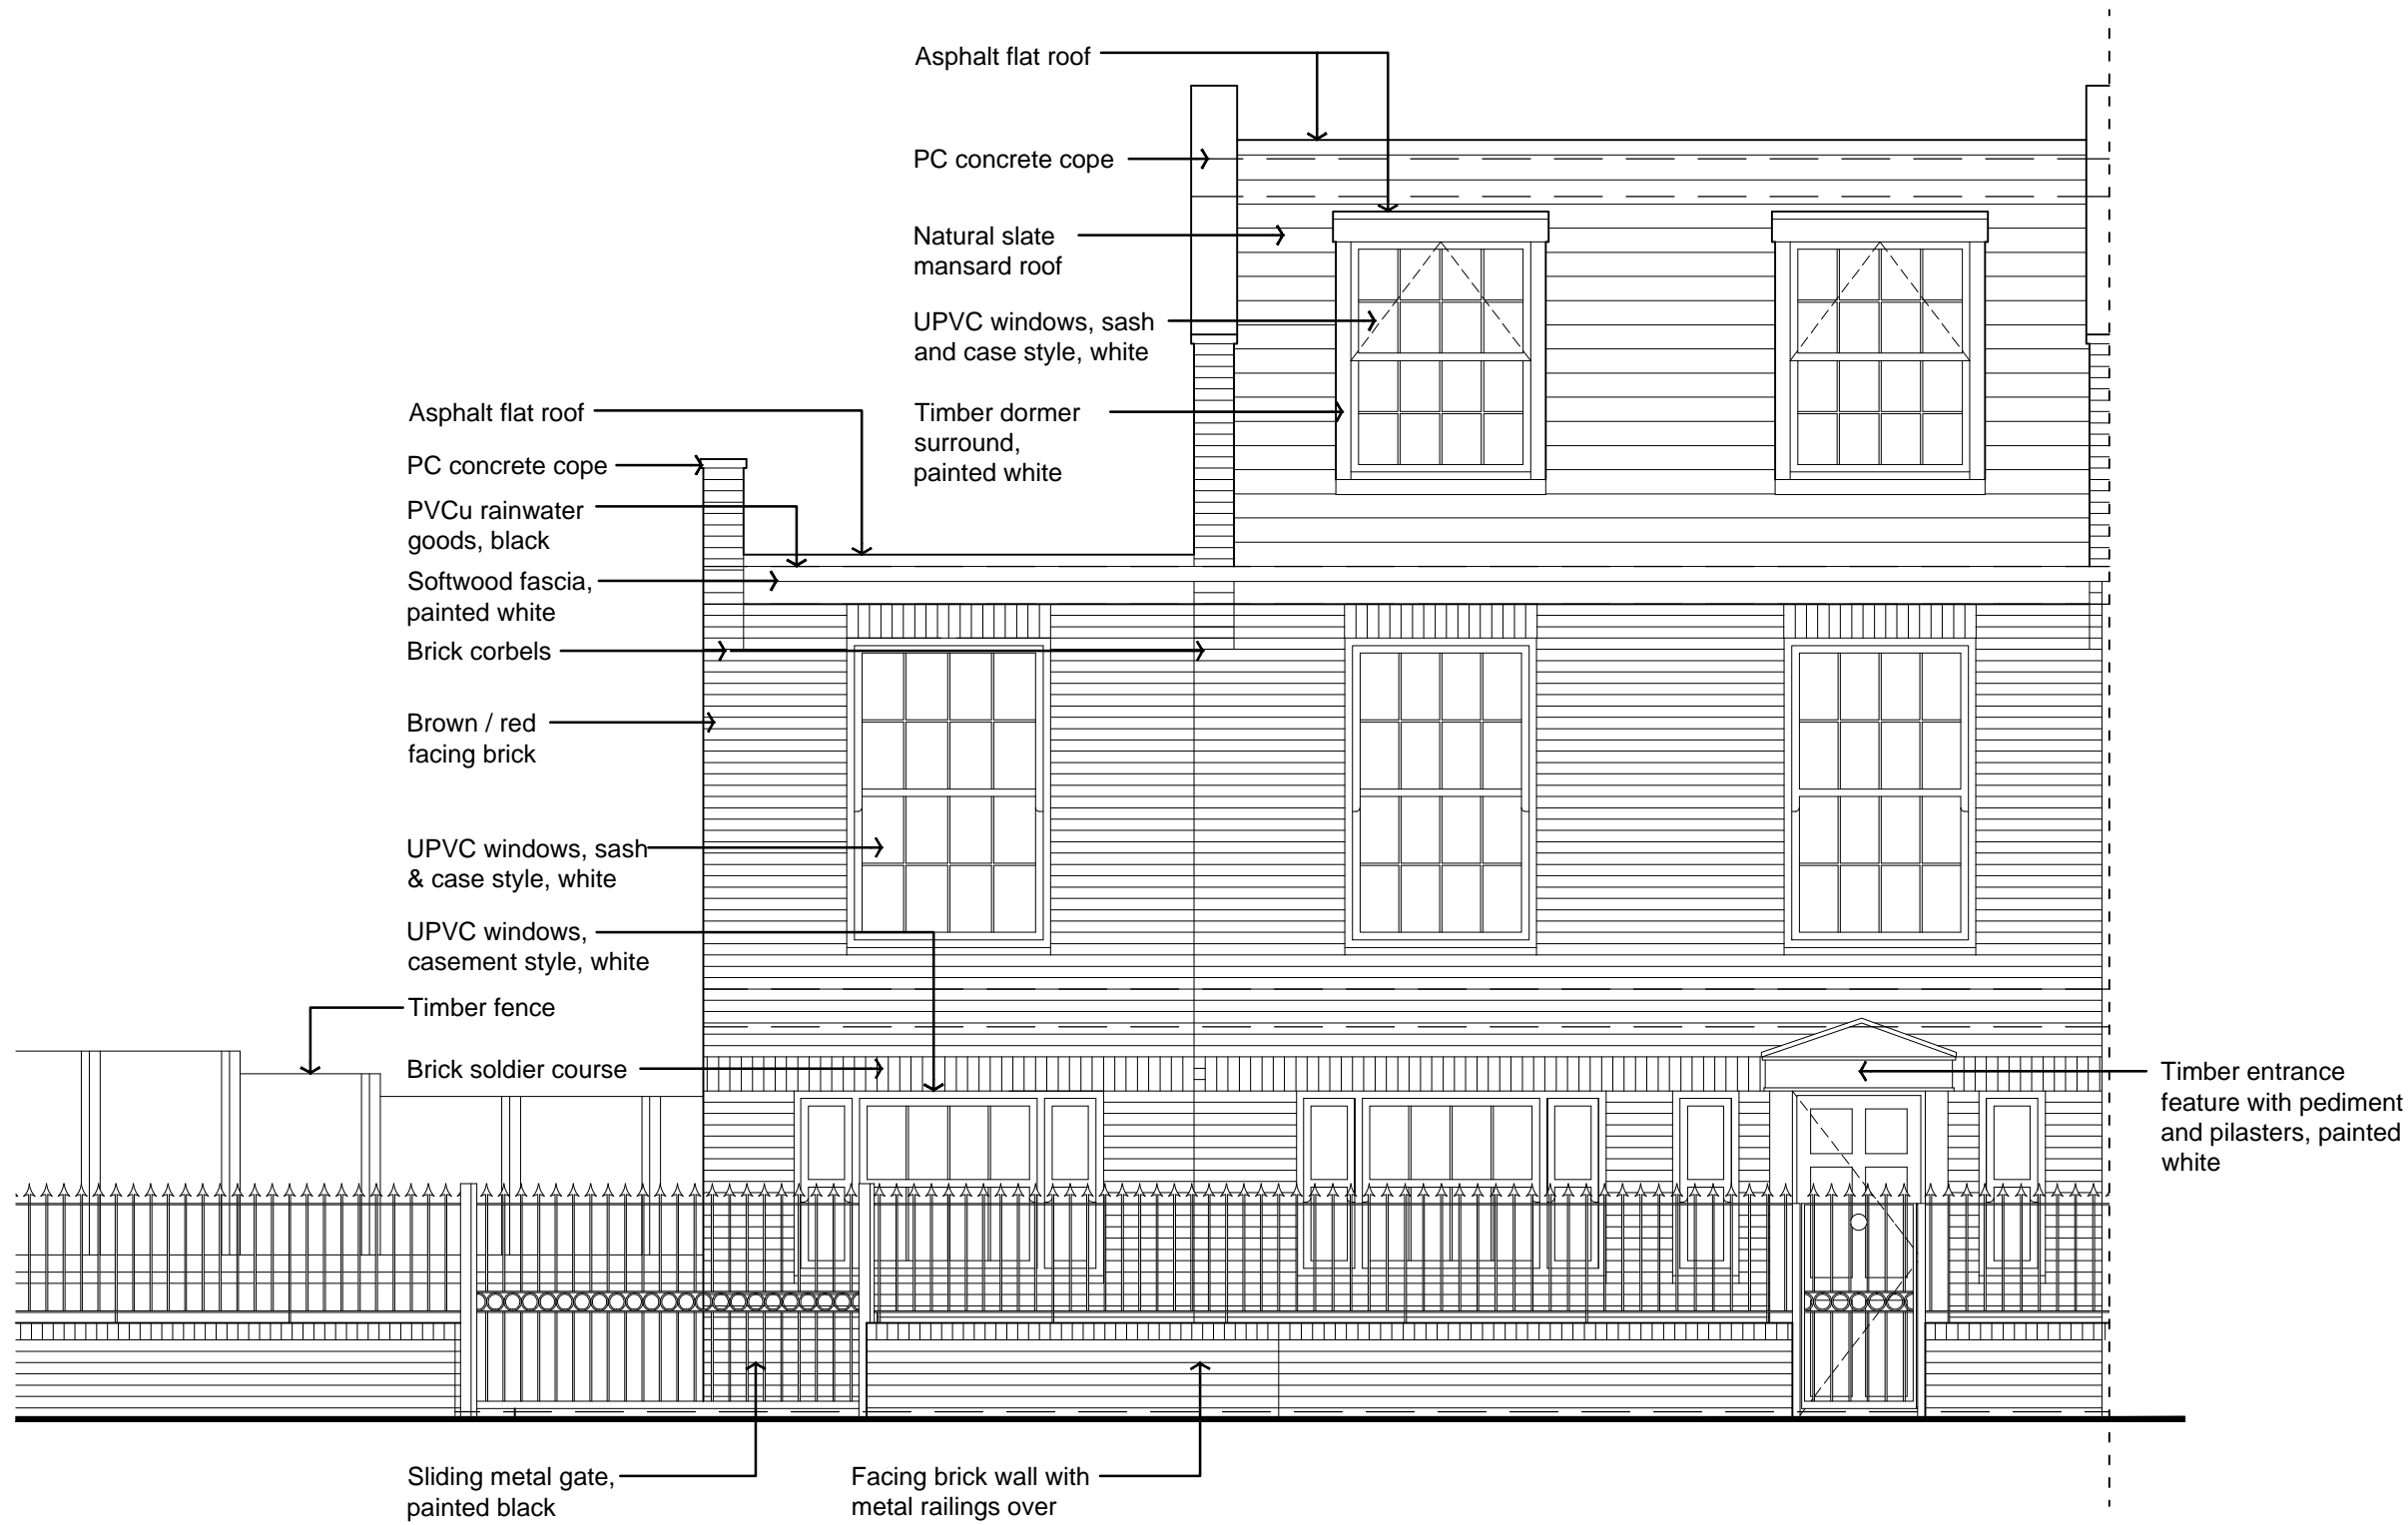 Asphalt flat roof
PC concrete cope
Natural slate
mansard roof
UPVC windows, sash
and case style, white
Timber dormer
surround,
painted white
Asphalt flat roof
PC concrete cope
PVCu rainwater
goods, black
Softwood fascia,
painted white
Brick corbels
Brown / red
facing brick
UPVC windows, sash
& case style, white
UPVC windows,
casement style, white
Timber fence
Brick soldier course
Timber entrance
feature with pediment
and pilasters, painted
white
Sliding metal gate,
painted black
Facing brick wall with
metal railings over